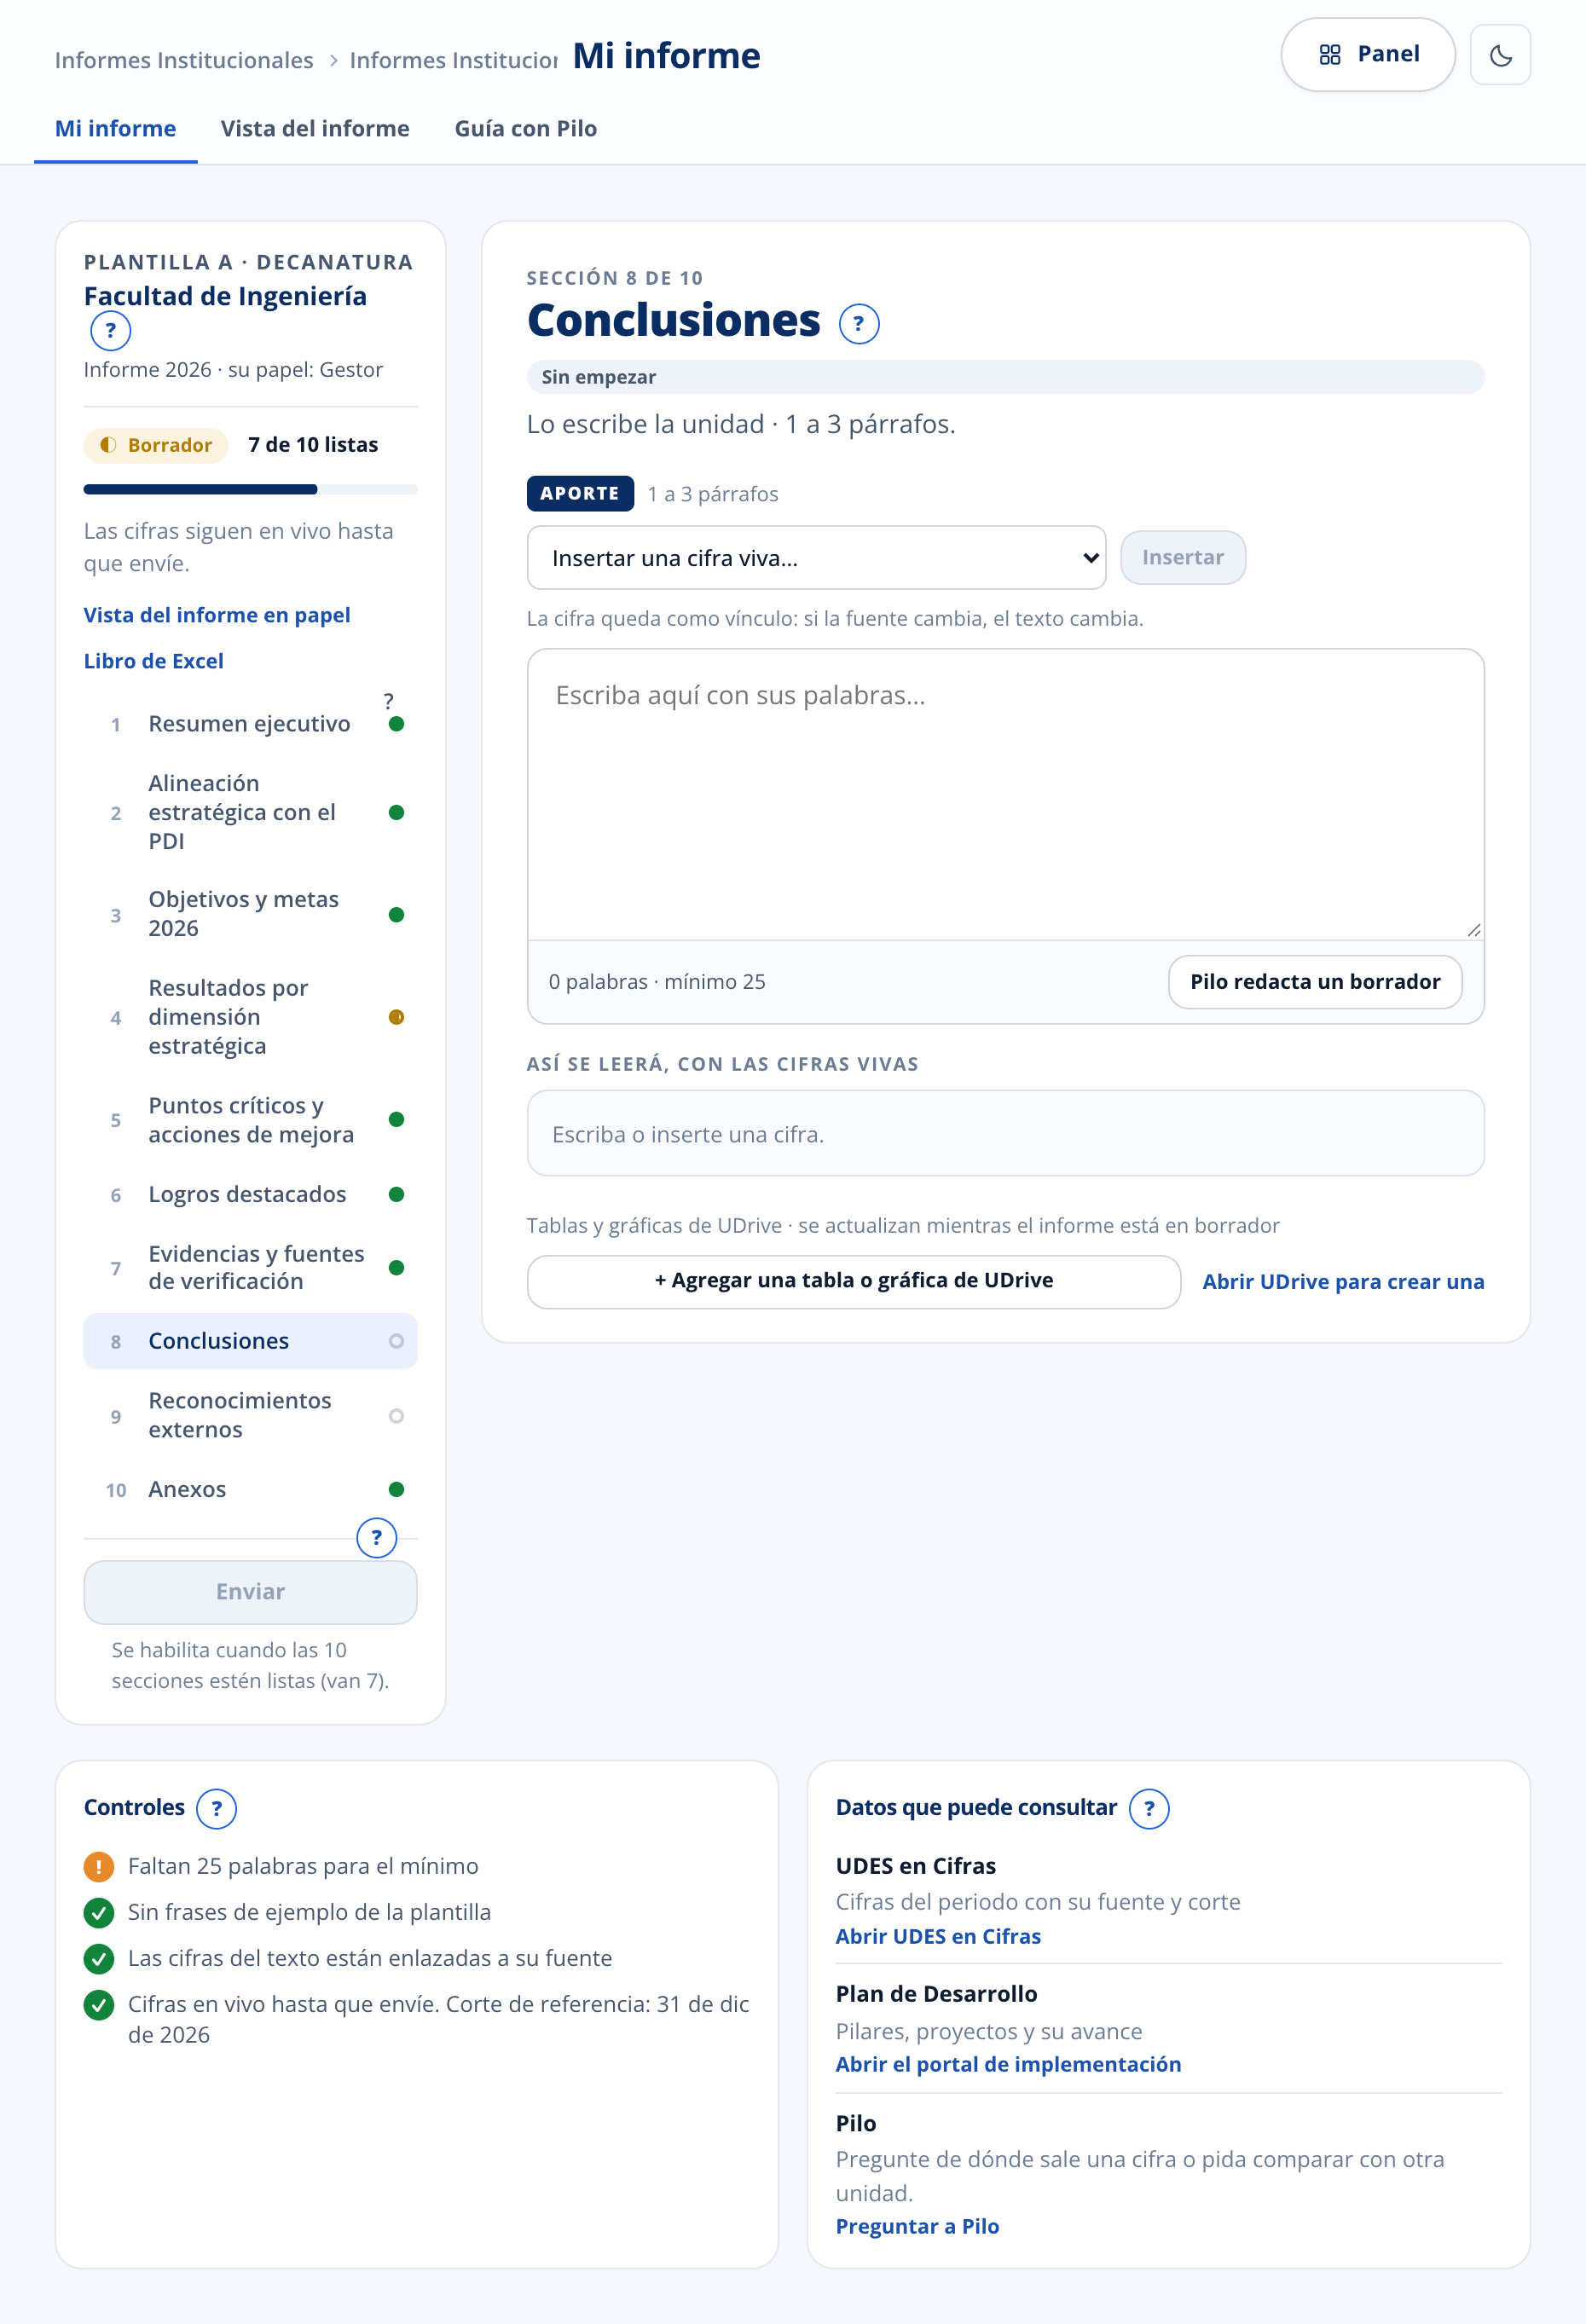 Informes Institucionales > Informes Institucior Mi informe
Panel
Mi informe
Vista del informe
Guía con Pilo
PLANTILLA A · DECANATURA
Facultad de Ingeniería
?
Informe 2026 · su papel: Gestor
Borrador
7 de 10 listas
Las cifras siguen en vivo hasta
que envíe.
Vista del informe en papel
Libro de Excel
?
1 Resumen ejecutivo
2 Alineación
estratégica con el
PDI
3 Objetivos y metas
2026
4 Resultados por
dimensión
estratégica
5 Puntos críticos y
acciones de mejora
6 Logros destacados
7 Evidencias y fuentes
de verificación
8 Conclusiones
9 Reconocimientos
externos
10 Anexos
?
Enviar
Se habilita cuando las 10
secciones estén listas (van 7).
SECCIÓN 8 DE 10
Conclusiones ?
Sin empezar
Lo escribe la unidad · 1 a 3 párrafos.
APORTE 1 a 3 párrafos
Insertar una cifra viva...
Insertar
La cifra queda como vínculo: si la fuente cambia, el texto cambia.
Escriba aquí con sus palabras...
0 palabras · mínimo 25
Pilo redacta un borrador
ASÍ SE LEERÁ, CON LAS CIFRAS VIVAS
Escriba o inserte una cifra.
Tablas y gráficas de UDrive · se actualizan mientras el informe está en borrador
+ Agregar una tabla o gráfica de UDrive
Abrir UDrive para crear una
Controles ?
! Faltan 25 palabras para el mínimo
Sin frases de ejemplo de la plantilla
Las cifras del texto están enlazadas a su fuente
Cifras en vivo hasta que envíe. Corte de referencia: 31 de dic
de 2026
Datos que puede consultar ?
UDES en Cifras
Cifras del periodo con su fuente y corte
Abrir UDES en Cifras
Plan de Desarrollo
Pilares, proyectos y su avance
Abrir el portal de implementación
Pilo
Pregunte de dónde sale una cifra o pida comparar con otra
unidad.
Preguntar a Pilo